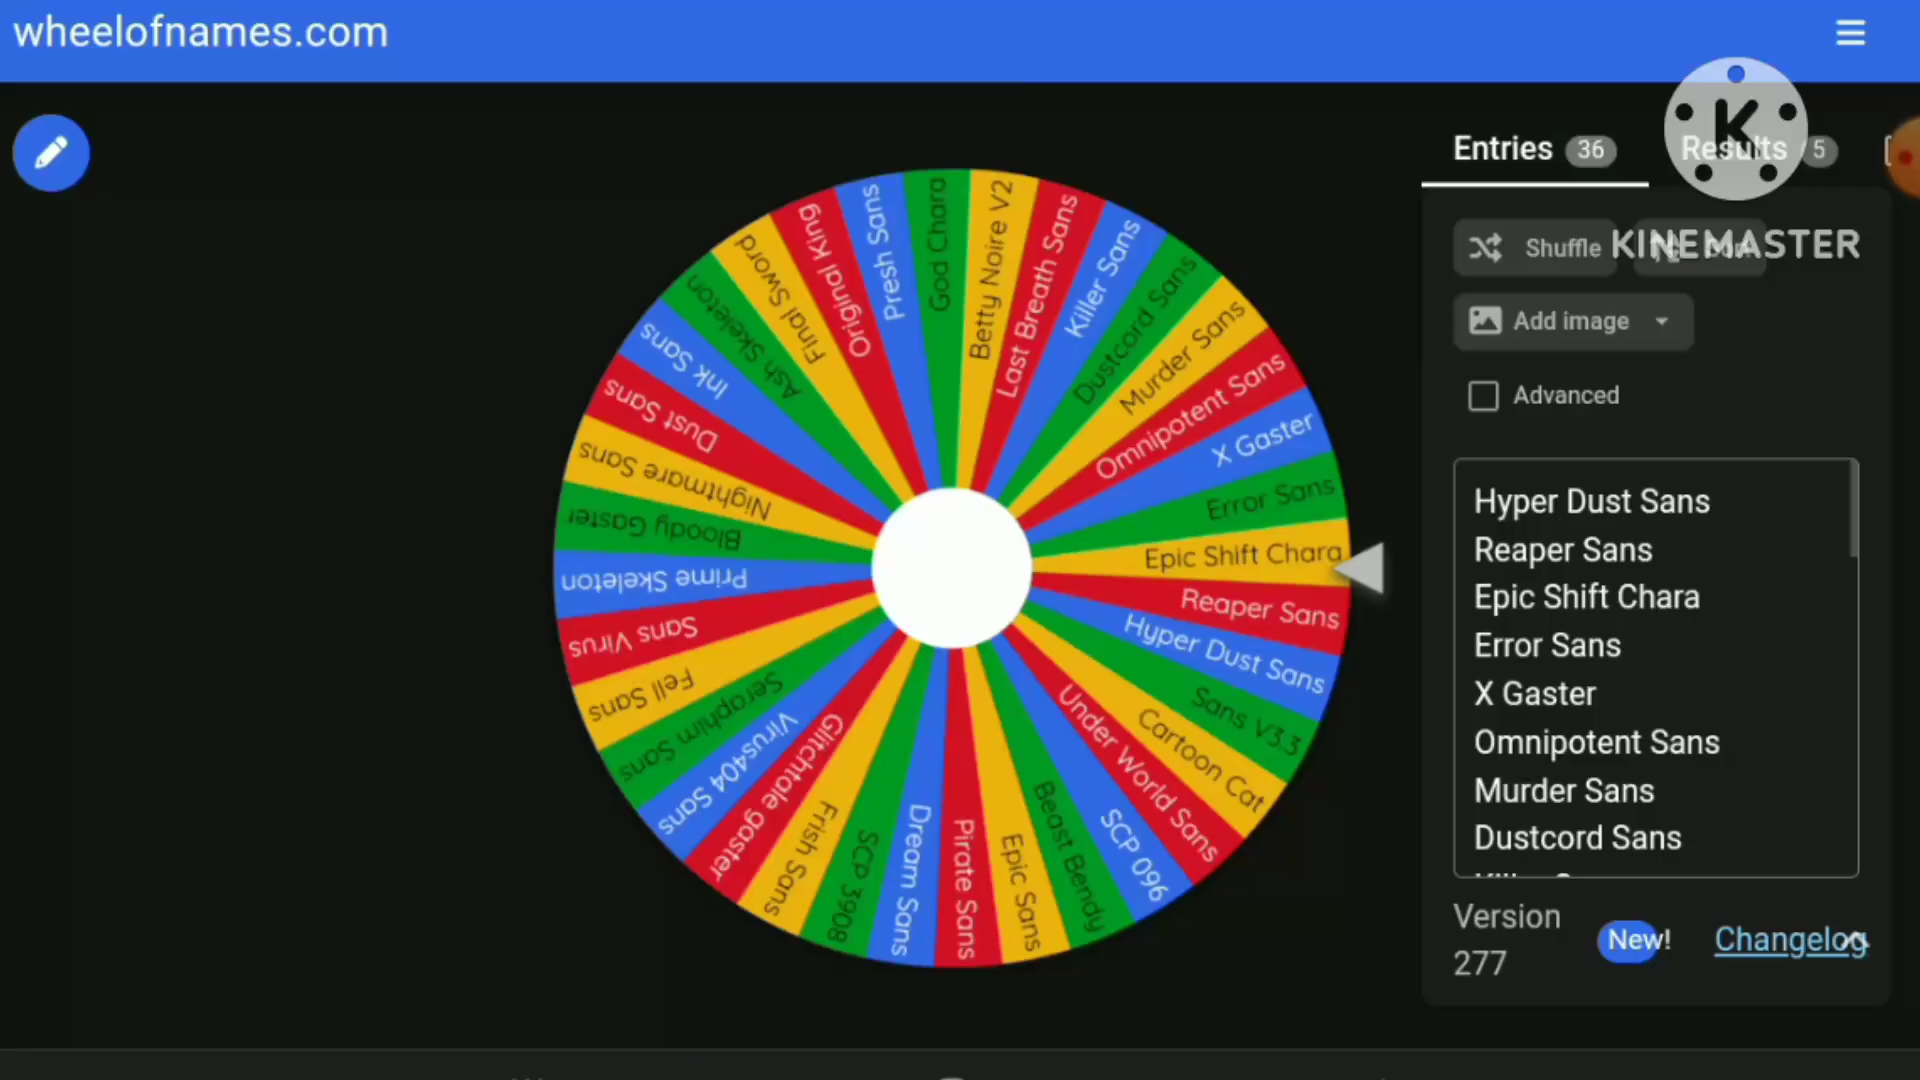 wheelofnames.com
K
KINEMASTER
Entries 36
Results 5
Shuffle
Add image
Advanced
Hyper Dust Sans
Reaper Sans
Epic Shift Chara
Error Sans
X Gaster
Omnipotent Sans
Murder Sans
Dustcord Sans
Version
277
New!
Changelog
God Chara
Betty Noire V2
Last Breath Sans
Killer Sans
Dustcord Sans
Murder Sans
Omnipotent Sans
X Gaster
Error Sans
Epic Shift Chara
Reaper Sans
Hyper Dust Sans
Sans V3.3
Cartoon Cat
Under World Sans
SCP 096
Beast Bendy
Epic Sans
Pirate Sans
Dream Sans
SCP 3908
Frish Sans
Glitchtale gaster
Virus404 Sans
Seraphim Sans
Fell Sans
Sans Virus
Prime Skeleton
Bloody Gaster
Nightmare Sans
Dust Sans
Ink Sans
Ash Skeleton
Final Sword
Original King
Presh Sans